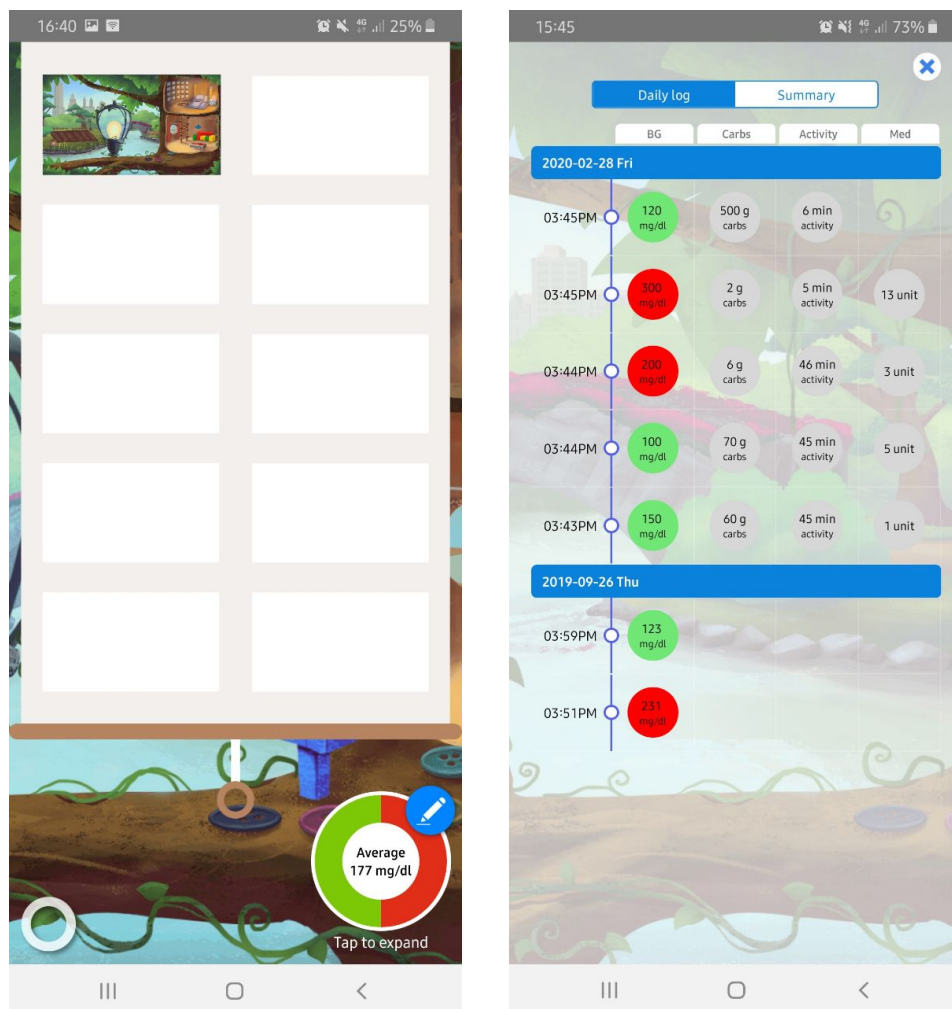 16:40
4G
25%
Average
177 mg/dl
Tap to expand
15:45
4G
73%
Daily log
Summary
BG Carbs Activity Med
2020-02-28 Fri
03:45PM 120 mg/dl 500 g carbs 6 min activity
03:45PM 300 mg/dl 2 g carbs 5 min activity 13 unit
03:44PM 200 mg/dl 6 g carbs 46 min activity 3 unit
03:44PM 100 mg/dl 70 g carbs 45 min activity 5 unit
03:43PM 150 mg/dl 60 g carbs 45 min activity 1 unit
2019-09-26 Thu
03:59PM 123 mg/dl
03:51PM 231 mg/dl